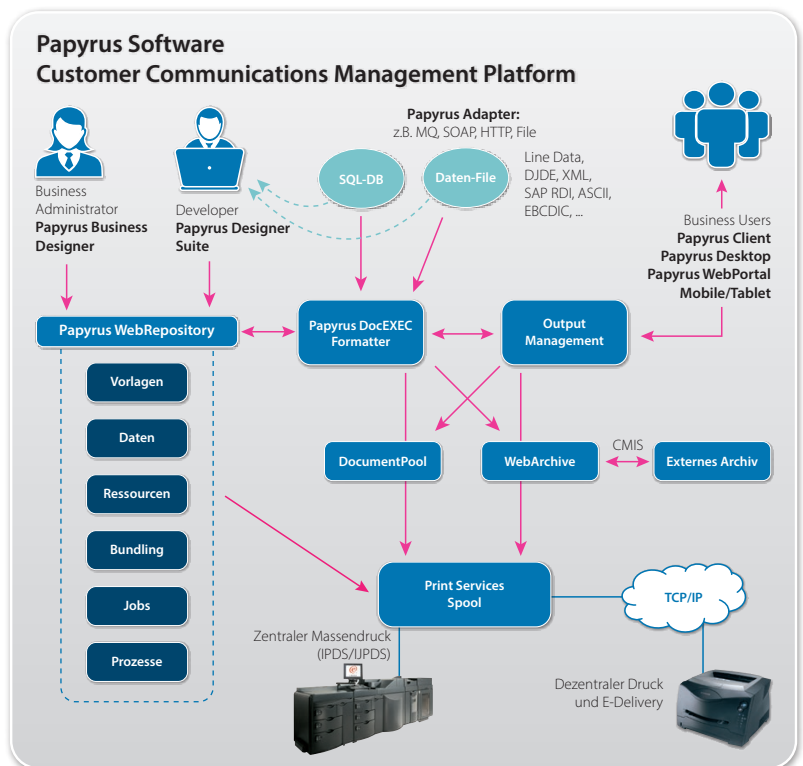 Papyrus Software
Customer Communications Management Platform
Papyrus Adapter:
z.B. MQ, SOAP, HTTP, File
SQL-DB
Daten-File
Line Data,
DJDE, XML,
SAP RDI, ASCII,
EBCDIC, ...
Business
Administrator
Papyrus Business
Designer
Developer
Papyrus Designer
Suite
Business Users
Papyrus Client
Papyrus Desktop
Papyrus WebPortal
Mobile/Tablet
Papyrus WebRepository
Papyrus DocEXEC
Formatter
Output
Management
Vorlagen
Daten
Ressourcen
Bundling
Jobs
Prozesse
DocumentPool
WebArchive
CMIS
Externes Archiv
Print Services
Spool
TCP/IP
Zentraler Massendruck
(IPDS/IJPDS)
Dezentraler Druck
und E-Delivery